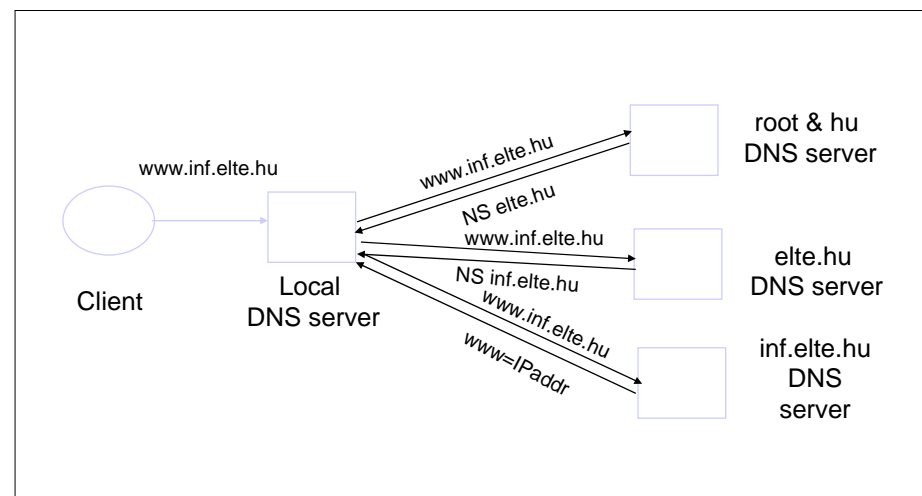 www.inf.elte.hu
Client
Local
DNS server
www.inf.elte.hu
NS elte.hu
www.inf.elte.hu
NS inf.elte.hu
www.inf.elte.hu
www=IPaddr
root & hu
DNS server
elte.hu
DNS server
inf.elte.hu
DNS
server